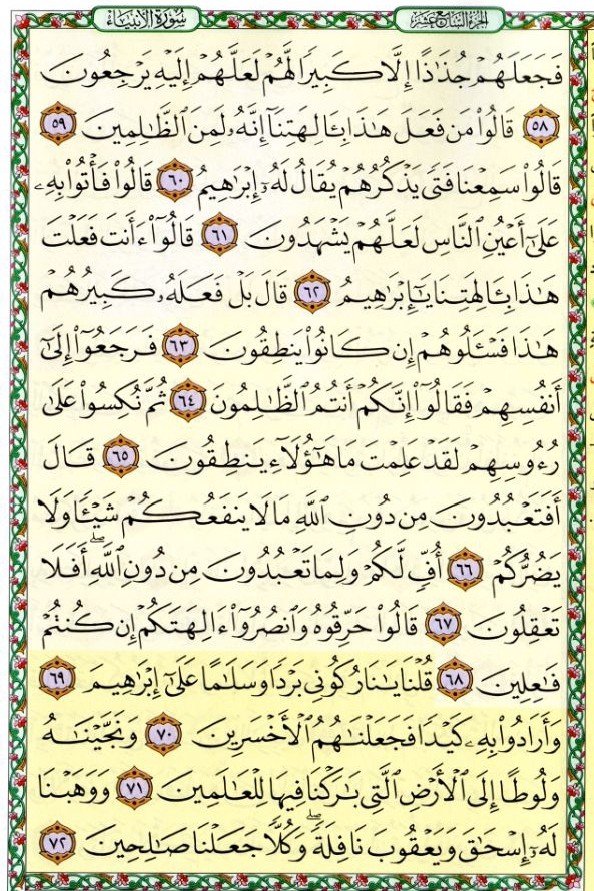 الجزء السابع عشر
سورة الأنبياء
فَجَعَلَهُمْ جُذَٰذًا إِلَّا كَبِيرًا لَّهُمْ لَعَلَّهُمْ إِلَيْهِ يَرْجِعُونَ
٥٨ قَالُوا۟ مَن فَعَلَ هَٰذَا بِـَٔالِهَتِنَآ إِنَّهُۥ لَمِنَ ٱلظَّٰلِمِينَ ٥٩
قَالُوا۟ سَمِعْنَا فَتًى يَذْكُرُهُمْ يُقَالُ لَهُۥٓ إِبْرَٰهِيمُ ٦٠ قَالُوا۟ فَأْتُوا۟ بِهِۦ
عَلَىٰٓ أَعْيُنِ ٱلنَّاسِ لَعَلَّهُمْ يَشْهَدُونَ ٦١ قَالُوٓا۟ ءَأَنتَ فَعَلْتَ
هَٰذَا بِـَٔالِهَتِنَا يَٰٓإِبْرَٰهِيمُ ٦٢ قَالَ بَلْ فَعَلَهُۥ كَبِيرُهُمْ
هَٰذَا فَسْـَٔلُوهُمْ إِن كَانُوا۟ يَنطِقُونَ ٦٣ فَرَجَعُوٓا۟ إِلَىٰٓ
أَنفُسِهِمْ فَقَالُوٓا۟ إِنَّكُمْ أَنتُمُ ٱلظَّٰلِمُونَ ٦٤ ثُمَّ نُكِسُوا۟ عَلَىٰ
رُءُوسِهِمْ لَقَدْ عَلِمْتَ مَا هَٰٓؤُلَآءِ يَنطِقُونَ ٦٥ قَالَ
أَفَتَعْبُدُونَ مِن دُونِ ٱللَّهِ مَا لَا يَنفَعُكُمْ شَيْـًٔا وَلَا
يَضُرُّكُمْ ٦٦ أُفٍّ لَّكُمْ وَلِمَا تَعْبُدُونَ مِن دُونِ ٱللَّهِ ۖ أَفَلَا
تَعْقِلُونَ ٦٧ قَالُوا۟ حَرِّقُوهُ وَٱنصُرُوٓا۟ ءَالِهَتَكُمْ إِن كُنتُمْ
فَٰعِلِينَ ٦٨ قُلْنَا يَٰنَارُ كُونِى بَرْدًا وَسَلَٰمًا عَلَىٰٓ إِبْرَٰهِيمَ ٦٩
وَأَرَادُوا۟ بِهِۦ كَيْدًا فَجَعَلْنَٰهُمُ ٱلْأَخْسَرِينَ ٧٠ وَنَجَّيْنَٰهُ
وَلُوطًا إِلَى ٱلْأَرْضِ ٱلَّتِى بَٰرَكْنَا فِيهَا لِلْعَٰلَمِينَ ٧١ وَوَهَبْنَا
لَهُۥٓ إِسْحَٰقَ وَيَعْقُوبَ نَافِلَةً ۖ وَكُلًّا جَعَلْنَا صَٰلِحِينَ ٧٢